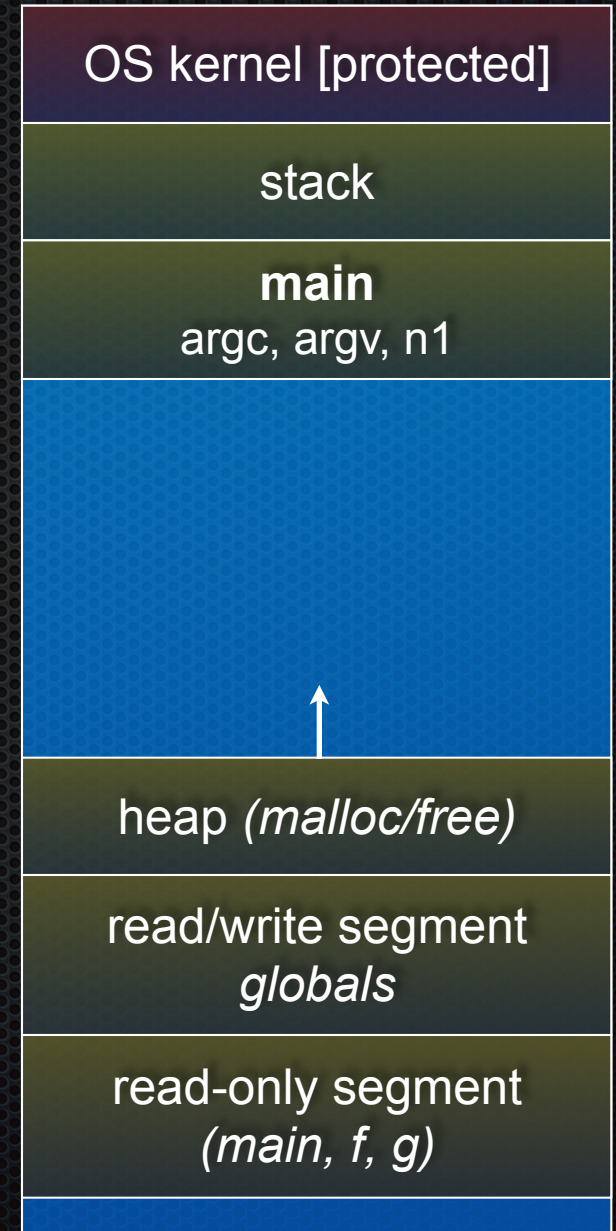 OS kernel [protected]
stack
main
argc, argv, n1
heap (malloc/free)
read/write segment
globals
read-only segment
(main, f, g)